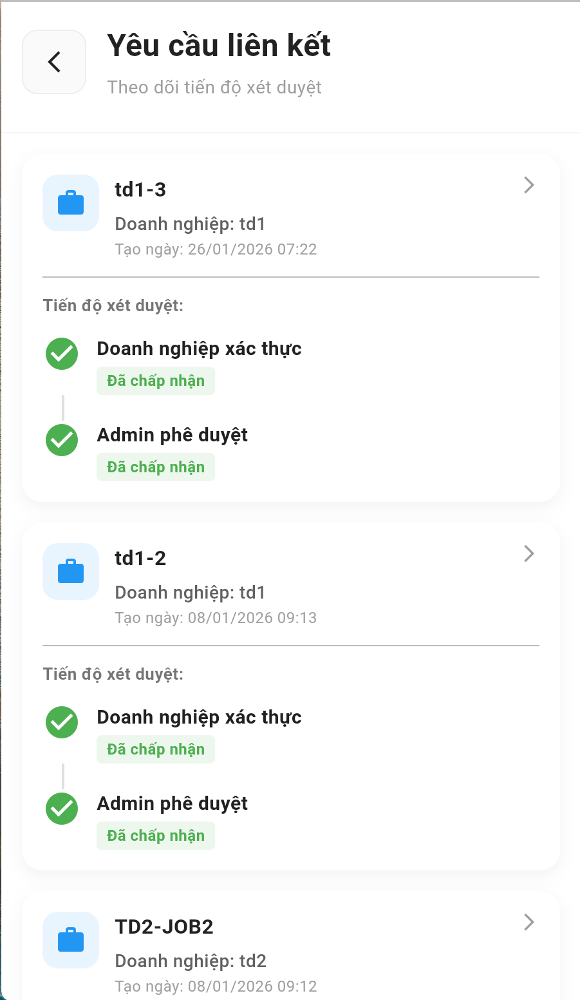 Yêu cầu liên kết
Theo dõi tiến độ xét duyệt
td1-3
Doanh nghiệp: td1
Tạo ngày: 26/01/2026 07:22
Tiến độ xét duyệt:
Doanh nghiệp xác thực
Đã chấp nhận
Admin phê duyệt
Đã chấp nhận
td1-2
Doanh nghiệp: td1
Tạo ngày: 08/01/2026 09:13
Tiến độ xét duyệt:
Doanh nghiệp xác thực
Đã chấp nhận
Admin phê duyệt
Đã chấp nhận
TD2-JOB2
Doanh nghiệp: td2
Tạo ngày: 08/01/2026 09:12